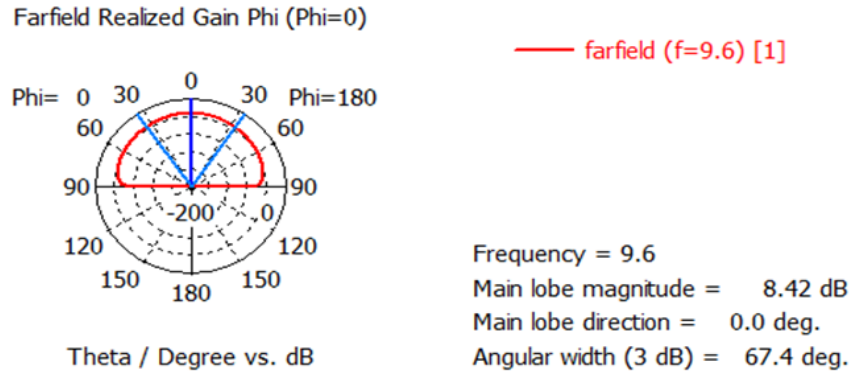 Farfield Realized Gain Phi (Phi=0)
farfield (f=9.6) [1]
0
Phi= 0 30 30 Phi=180
60 60
90 90
-200 0
120 120
150 150
180
Theta / Degree vs. dB
Frequency = 9.6
Main lobe magnitude = 8.42 dB
Main lobe direction = 0.0 deg.
Angular width (3 dB) = 67.4 deg.